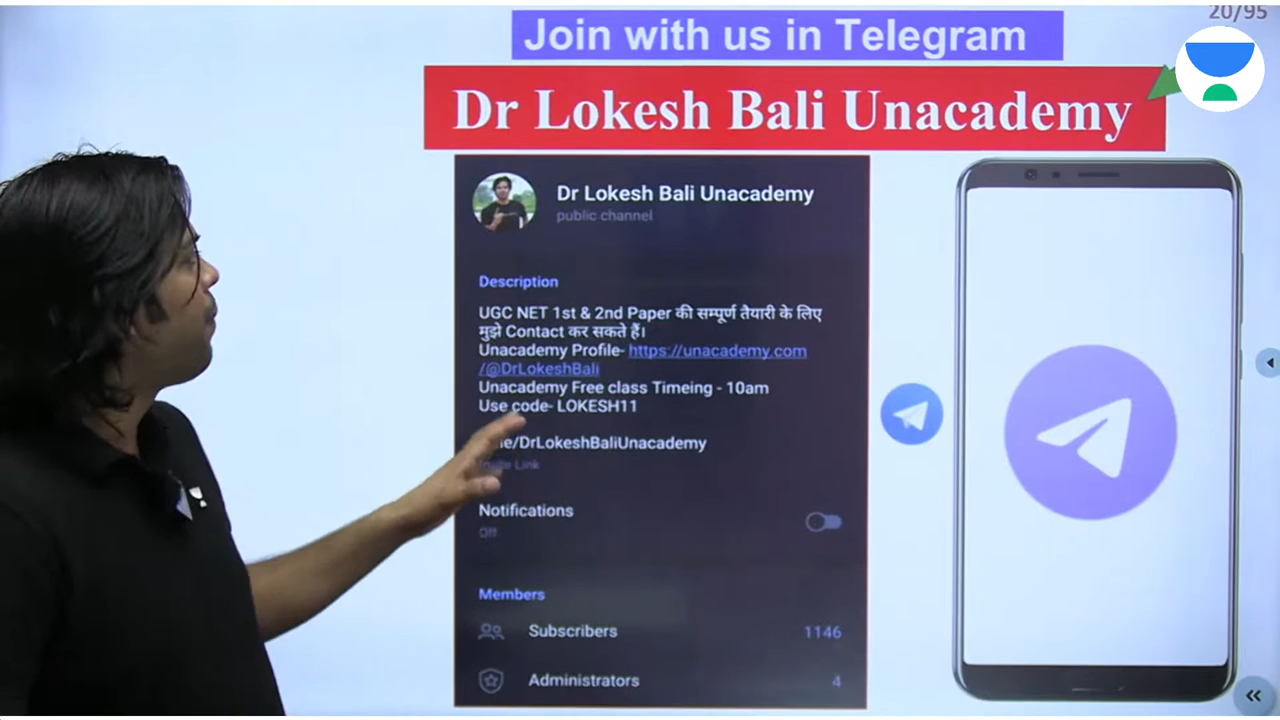 20/95
Join with us in Telegram
Dr Lokesh Bali Unacademy
Dr Lokesh Bali Unacademy
public channel
Description
UGC NET 1st & 2nd Paper की सम्पूर्ण तैयारी के लिए
मुझे Contact कर सकते हैं।
Unacademy Profile- https://unacademy.com
/@DrLokeshBali
Unacademy Free class Timeing - 10am
Use code- LOKESH11
e/DrLokeshBaliUnacademy
Invite Link
Notifications
Off
Members
Subscribers 1146
Administrators 4